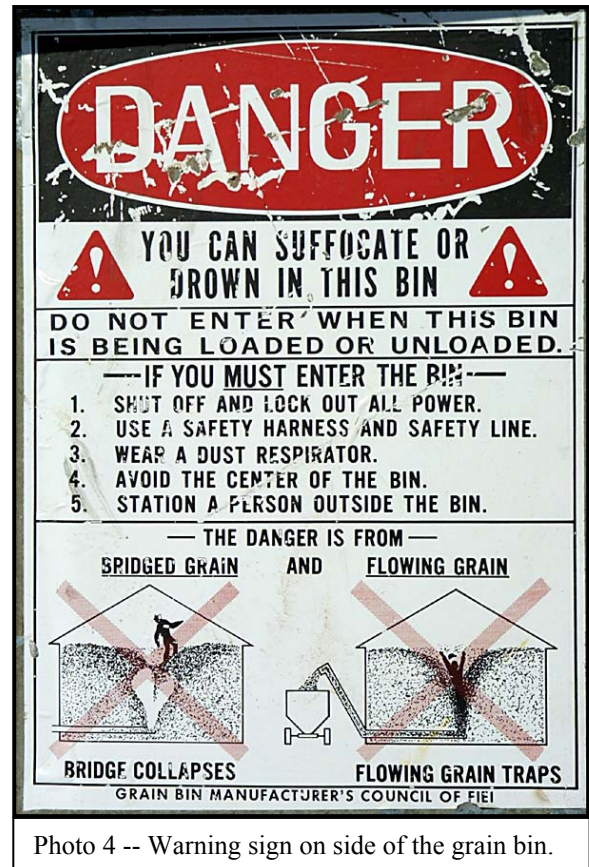 DANGER
YOU CAN SUFFOCATE OR
DROWN IN THIS BIN
DO NOT ENTER WHEN THIS BIN
IS BEING LOADED OR UNLOADED.
IF YOU MUST ENTER THE BIN
1. SHUT OFF AND LOCK OUT ALL POWER.
2. USE A SAFETY HARNESS AND SAFETY LINE.
3. WEAR A DUST RESPIRATOR.
4. AVOID THE CENTER OF THE BIN.
5. STATION A PERSON OUTSIDE THE BIN.
— THE DANGER IS FROM —
BRIDGED GRAIN AND FLOWING GRAIN
BRIDGE COLLAPSES FLOWING GRAIN TRAPS
GRAIN BIN MANUFACTURER'S COUNCIL OF FIEI
Photo 4 -- Warning sign on side of the grain bin.